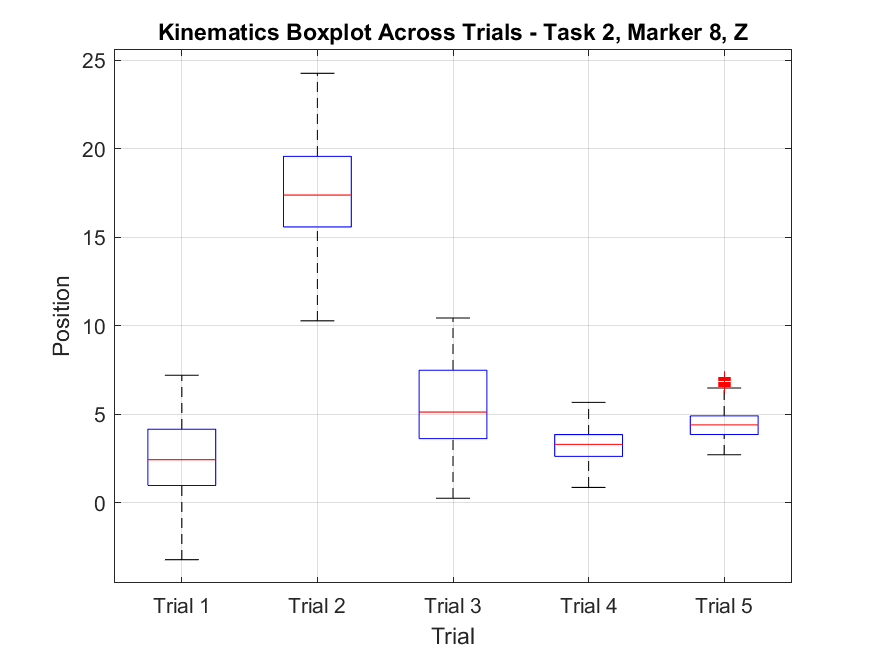 Kinematics Boxplot Across Trials - Task 2, Marker 8, Z
25
20
15
10
5
0
Position
Trial 1 Trial 2 Trial 3 Trial 4 Trial 5
Trial